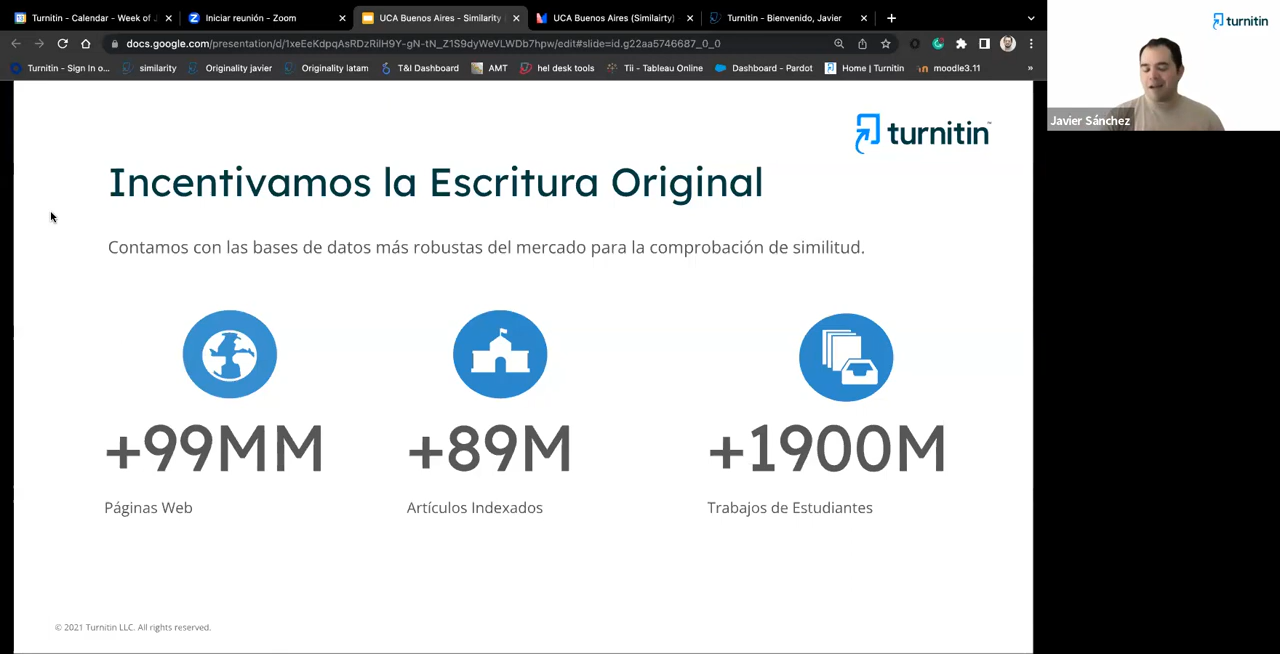 Turnitin - Calendar - Week of J
Iniciar reunión - Zoom
UCA Buenos Aires - Similarity
UCA Buenos Aires (Similairty)
Turnitin - Bienvenido, Javier
docs.google.com/presentation/d/1xeEeKdpqAsRDzRilH9Y-gN-tN_Z1S9dyWeVLWDb7hpw/edit#slide=id.g22aa5746687_0_0
Turnitin - Sign In o...
similarity
Originality javier
Originality latam
T&I Dashboard
AMT
hel desk tools
Tii - Tableau Online
Dashboard - Pardot
Home | Turnitin
moodle3.11
»
turnitin
Javier Sánchez
turnitin™
Incentivamos la Escritura Original
Contamos con las bases de datos más robustas del mercado para la comprobación de similitud.
+99MM
+89M
+1900M
Páginas Web
Artículos Indexados
Trabajos de Estudiantes
© 2021 Turnitin LLC. All rights reserved.